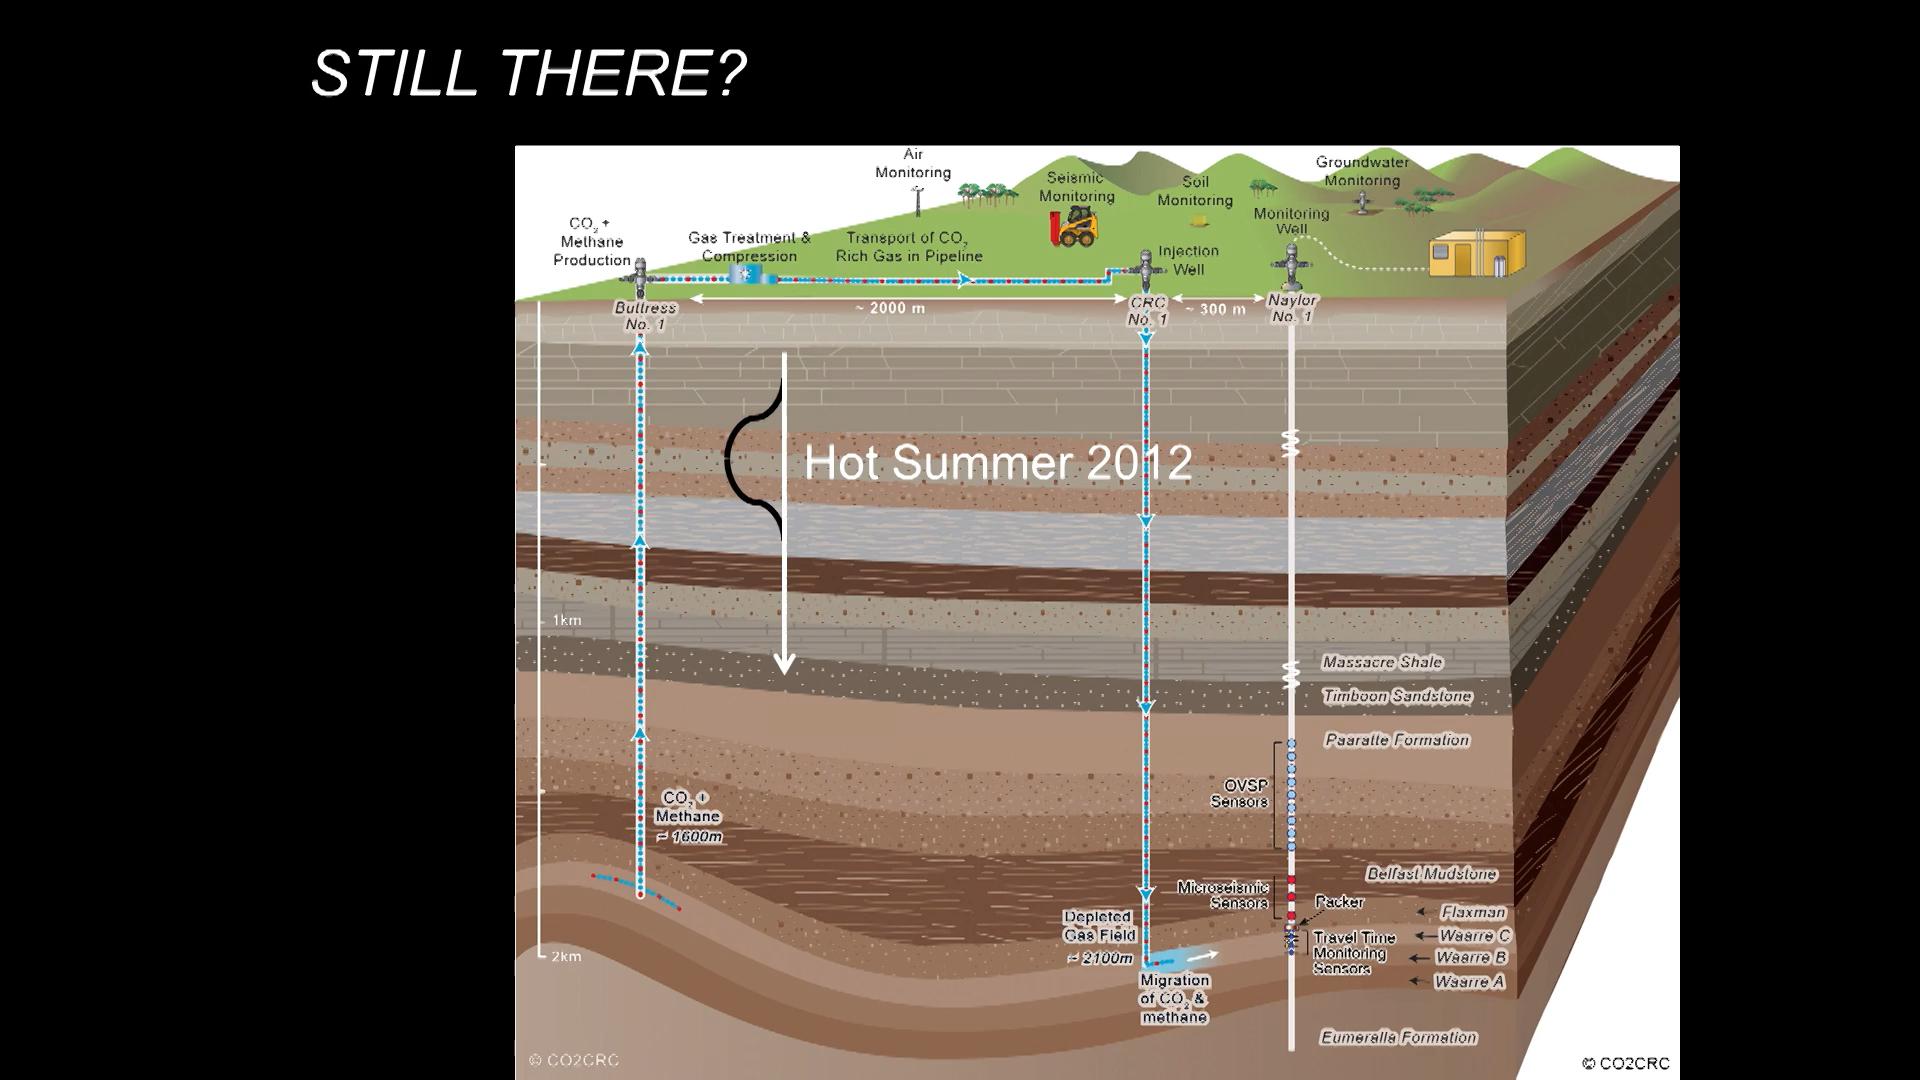 STILL THERE?
Air
Monitoring
Seismic
Monitoring
Soil
Monitoring
Groundwater
Monitoring
CO2 +
Methane
Production
Gas Treatment &
Compression
Transport of CO2
Rich Gas in Pipeline
Injection
Well
Monitoring
Well
Buttress
No. 1
~ 2000 m
CRC
No. 1
~ 300 m
Naylor
No. 1
Hot Summer 2012
1km
Massacre Shale
Timboon Sandstone
Paaratte Formation
OVSP
Sensors
CO2 +
Methane
~ 1600m
Belfast Mudstone
Microseismic
Sensors
Packer
Flaxman
Depleted
Gas Field
~ 2100m
Travel Time
Monitoring
Sensors
Waarre C
Waarre B
Waarre A
2km
Migration
of CO2 &
methane
Eumeralla Formation
© CO2CRC
© CO2CRC